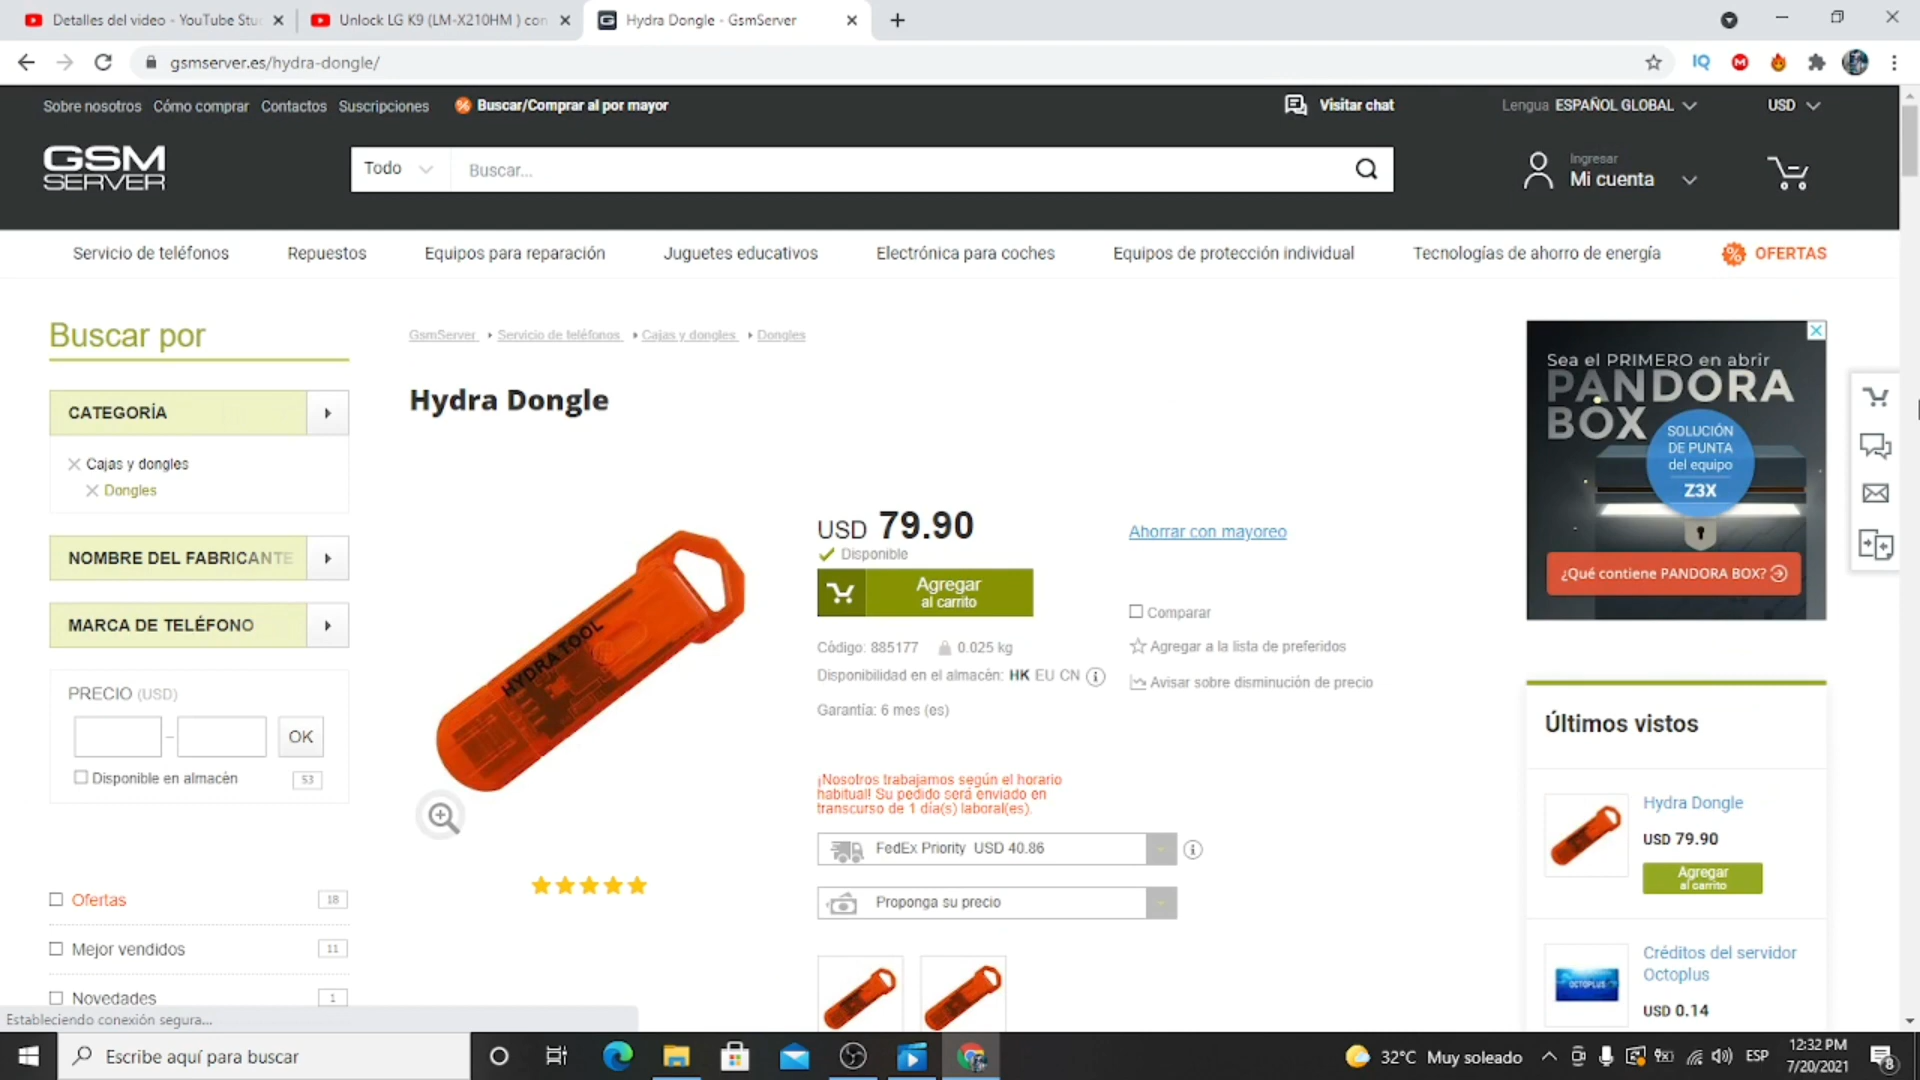 Detalles del video - YouTube Stu
Unlock LG K9 (LM-X210HM ) con
Hydra Dongle - GsmServer
gsmserver.es/hydra-dongle/
IQ
Sobre nosotros Cómo comprar Contactos Suscripciones
% Buscar/Comprar al por mayor
Visitar chat
Lengua ESPAÑOL GLOBAL
USD
GSM
SERVER
Todo
Buscar...
Ingresar
Mi cuenta
Servicio de teléfonos
Repuestos
Equipos para reparación
Juguetes educativos
Electrónica para coches
Equipos de protección individual
Tecnologías de ahorro de energía
% OFERTAS
Buscar por
CATEGORÍA
Cajas y dongles
Dongles
NOMBRE DEL FABRICANTE
MARCA DE TELÉFONO
PRECIO (USD)
–
OK
Disponible en almacén
53
Ofertas
18
Mejor vendidos
11
Novedades
1
GsmServer Servicio de teléfonos Cajas y dongles Dongles
Hydra Dongle
HYDRA TOOL
USD 79.90
Disponible
Agregar
al carrito
Código: 885177 0.025 kg
Disponibilidad en el almacén: HK EU CN
Garantía: 6 mes (es)
Ahorrar con mayoreo
Comparar
Agregar a la lista de preferidos
Avisar sobre disminución de precio
¡Nosotros trabajamos según el horario
habitual! Su pedido será enviado en
transcurso de 1 día(s) laboral(es).
FedEx Priority USD 40.86
Proponga su precio
Sea el PRIMERO en abrir
PANDORA
BOX
SOLUCIÓN
DE PUNTA
del equipo
Z3X
¿Qué contiene PANDORA BOX?
Últimos vistos
Hydra Dongle
USD 79.90
Agregar
al carrito
OCTOPLUS
Créditos del servidor
Octoplus
USD 0.14
Estableciendo conexión segura...
Escribe aquí para buscar
32°C Muy soleado
ESP
12:32 PM
7/20/2021
8